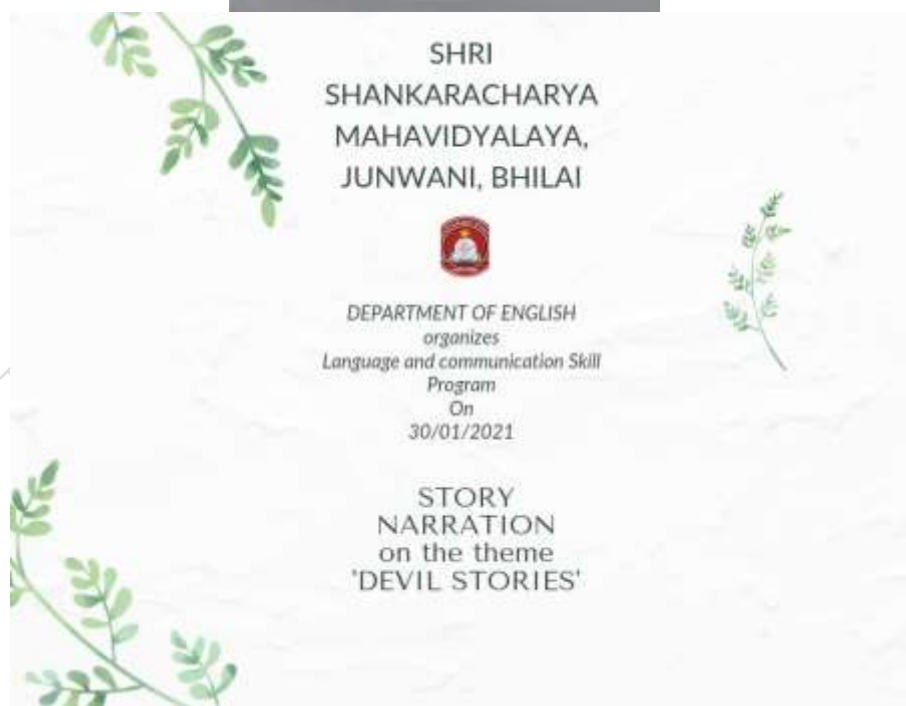 SHRI
SHANKARACHARYA
MAHAVIDYALAYA,
JUNWANI, BHILAI
DEPARTMENT OF ENGLISH
organizes
Language and communication Skill
Program
On
30/01/2021
STORY
NARRATION
on the theme
'DEVIL STORIES'